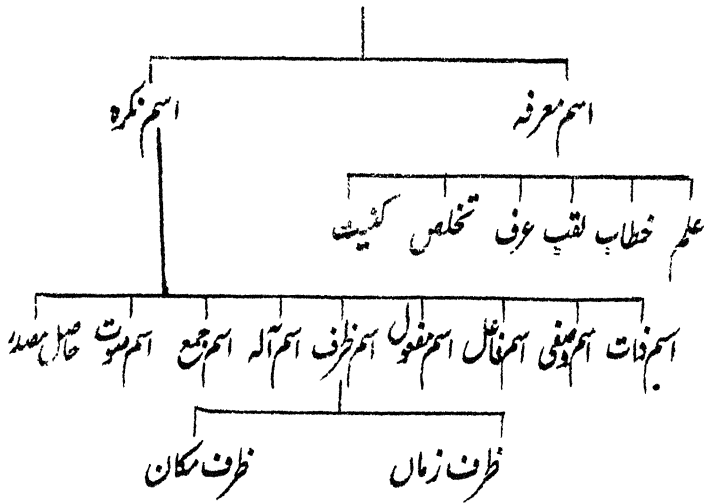 اسم معرفہ اسم نکرہ
علم خطاب لقب عرف تخلص کنیت
اسم ذات اسم وصفی اسم فاعل اسم مفعول اسم ظرف اسم آلہ اسم جمع اسم صوت حاصل مصدر
ظرف زماں ظرف مکان